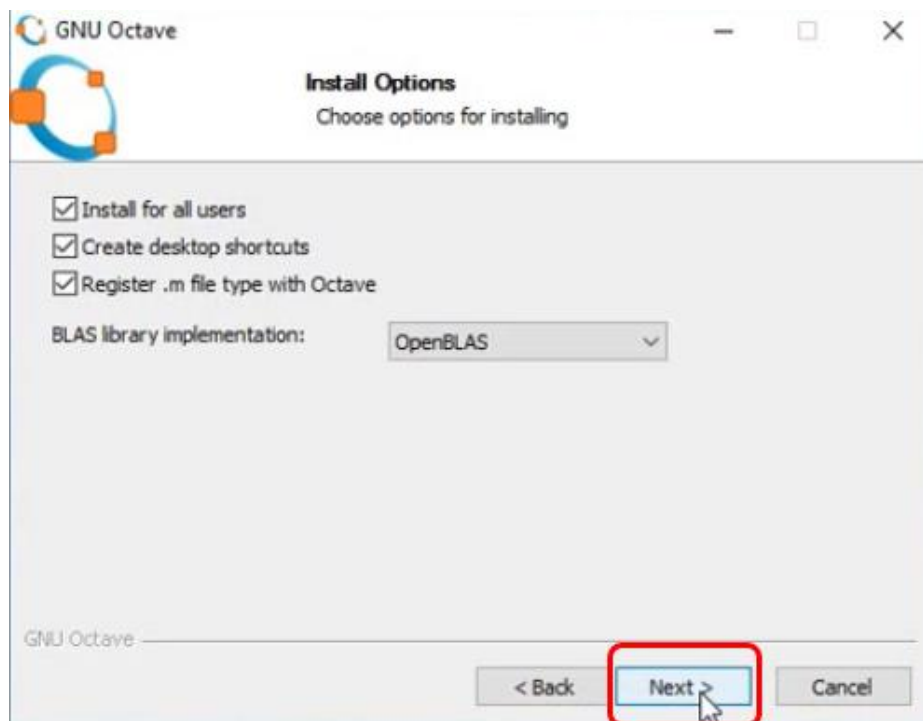 GNU Octave
Install Options
Choose options for installing
Install for all users
Create desktop shortcuts
Register .m file type with Octave
BLAS library implementation: OpenBLAS
GNU Octave
< Back Next > Cancel